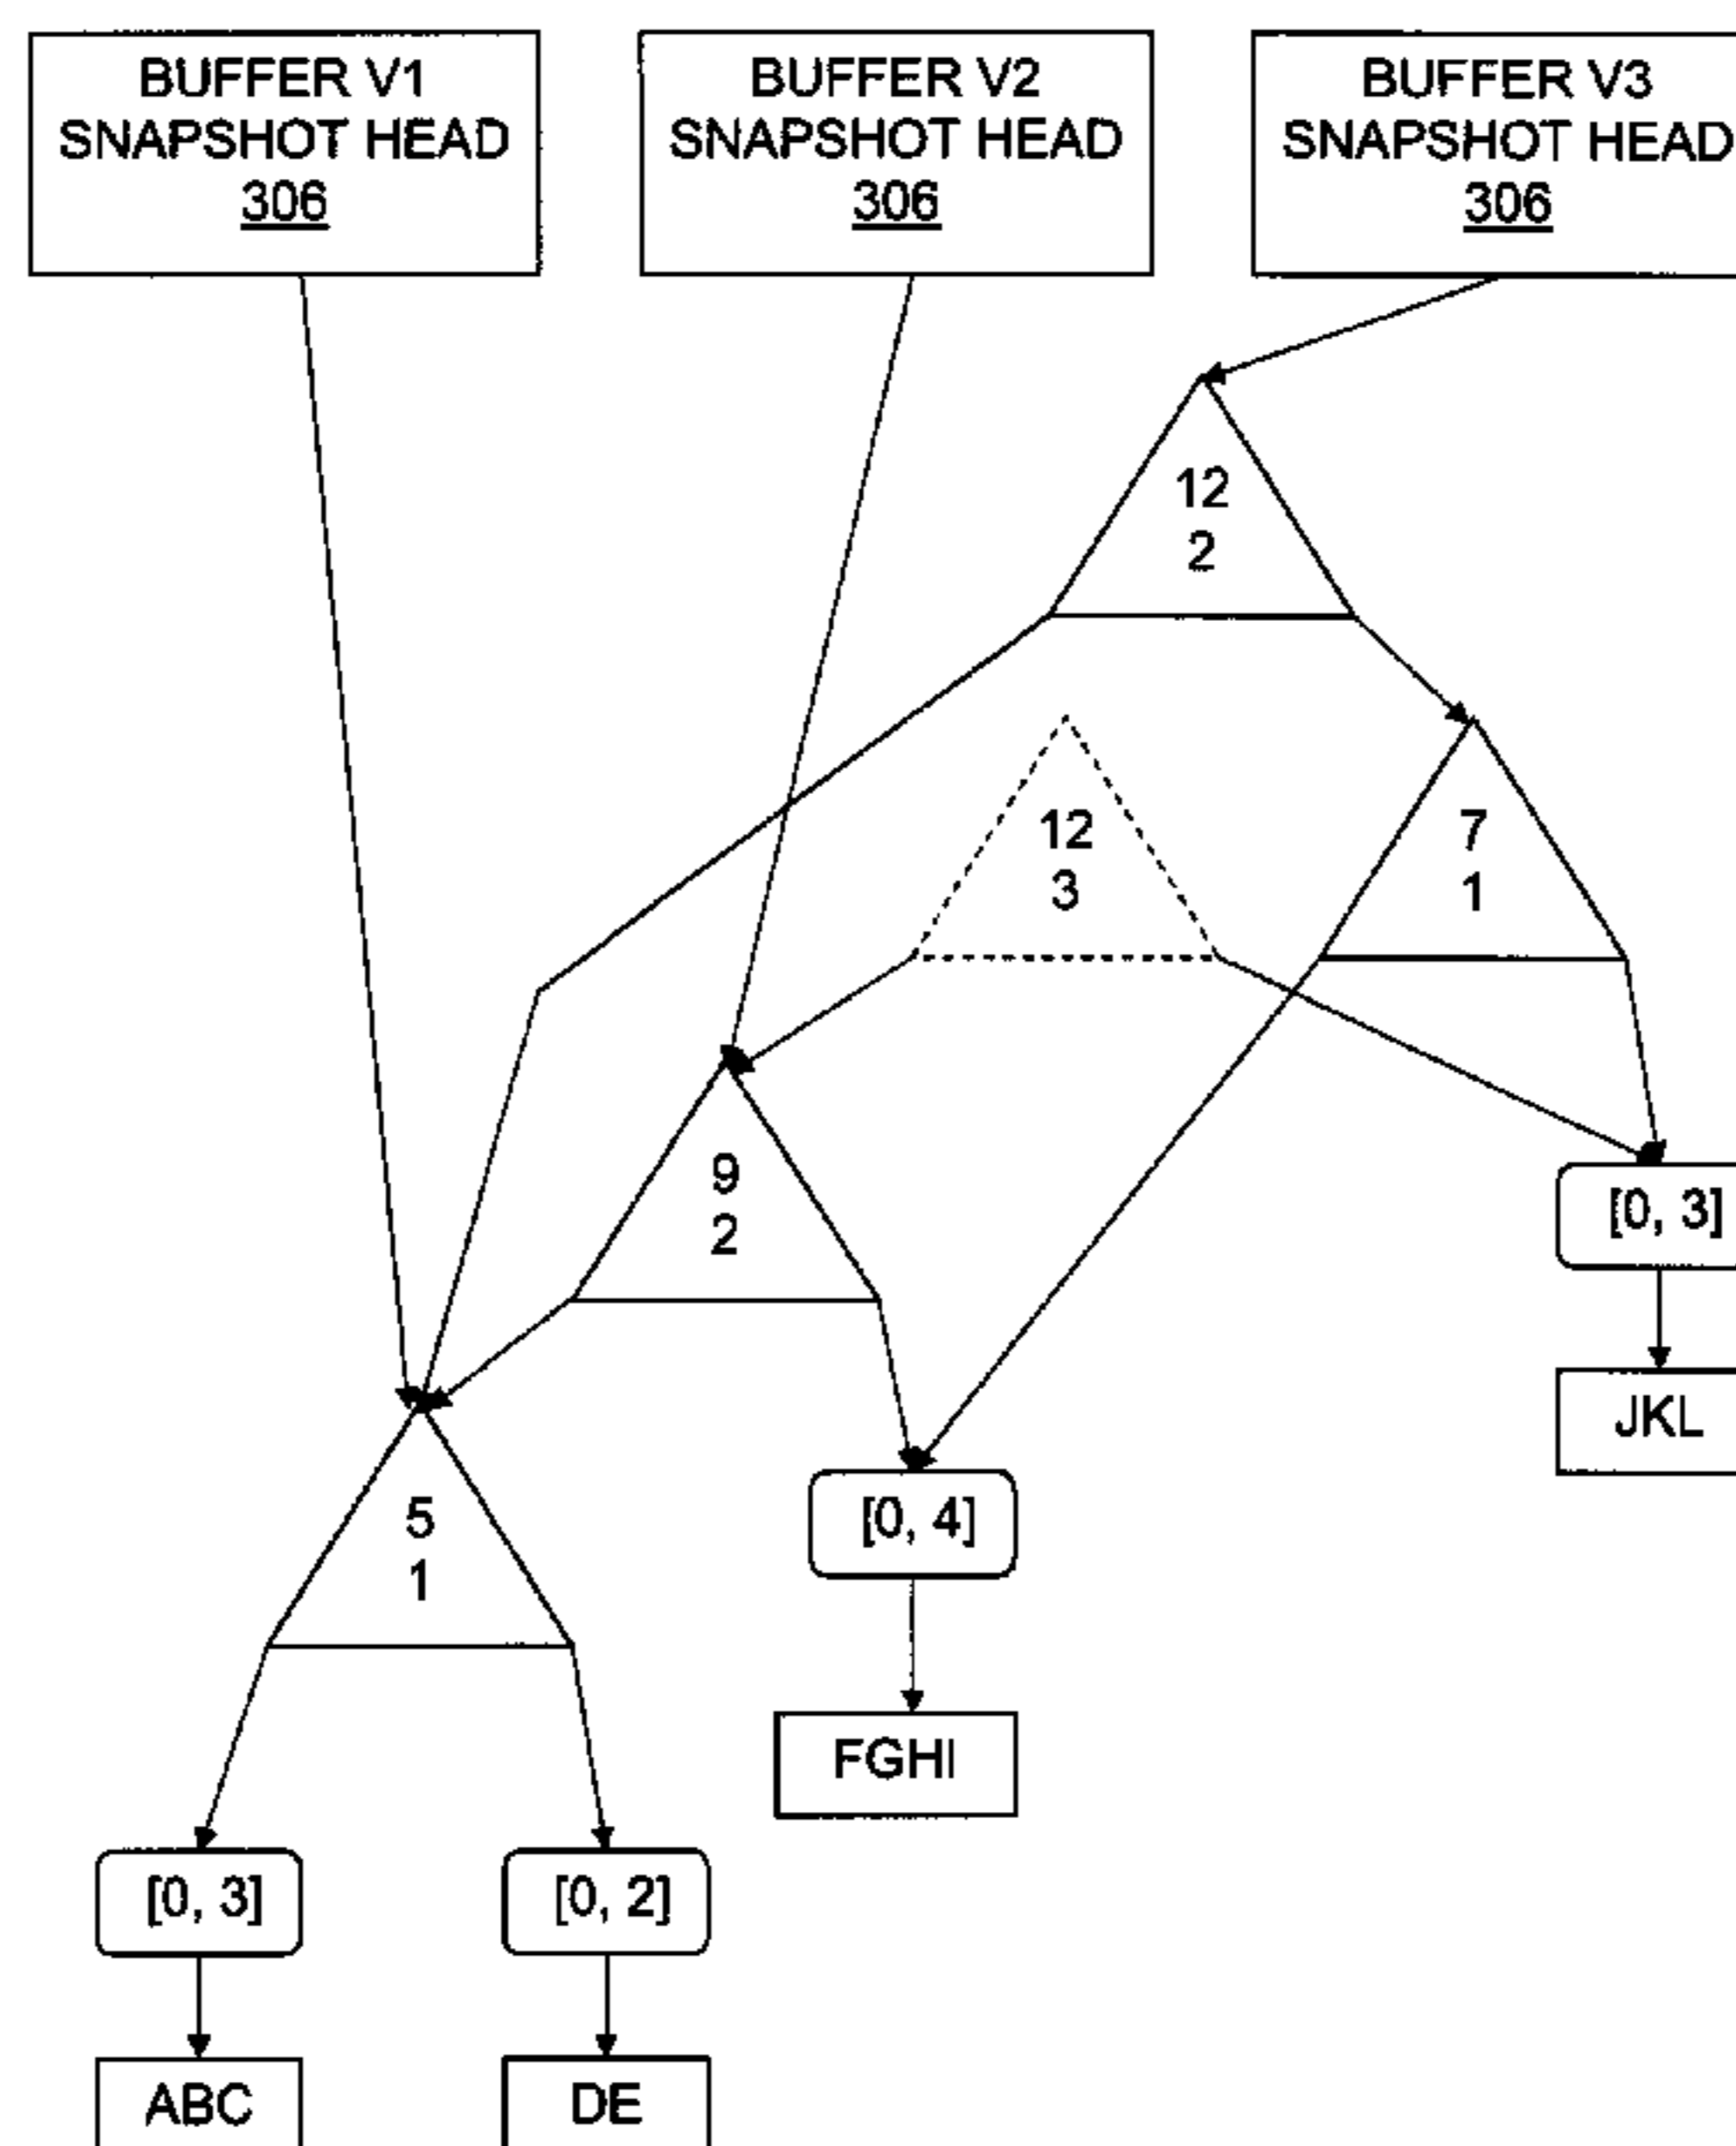 BUFFER V1
SNAPSHOT HEAD
306
BUFFER V2
SNAPSHOT HEAD
306
BUFFER V3
SNAPSHOT HEAD
306
12
2
12
3
7
1
9
2
[0, 3]
JKL
5
1
[0, 4]
FGHI
[0, 3]
[0, 2]
ABC
DE